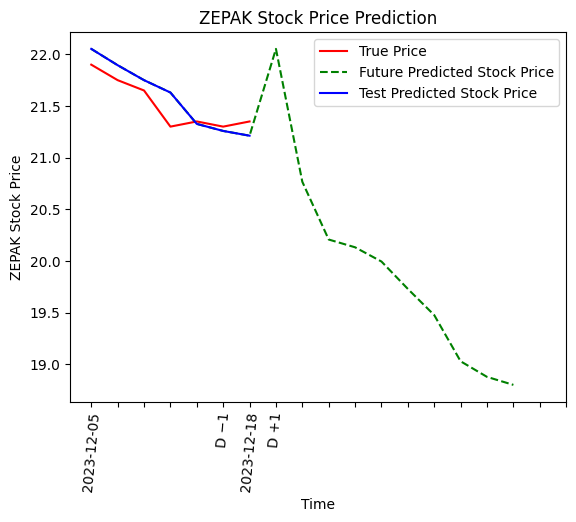 ZEPAK Stock Price Prediction
True Price
Future Predicted Stock Price
Test Predicted Stock Price
ZEPAK Stock Price
22.0
21.5
21.0
20.5
20.0
19.5
19.0
2023-12-05
D −1
2023-12-18
D +1
Time